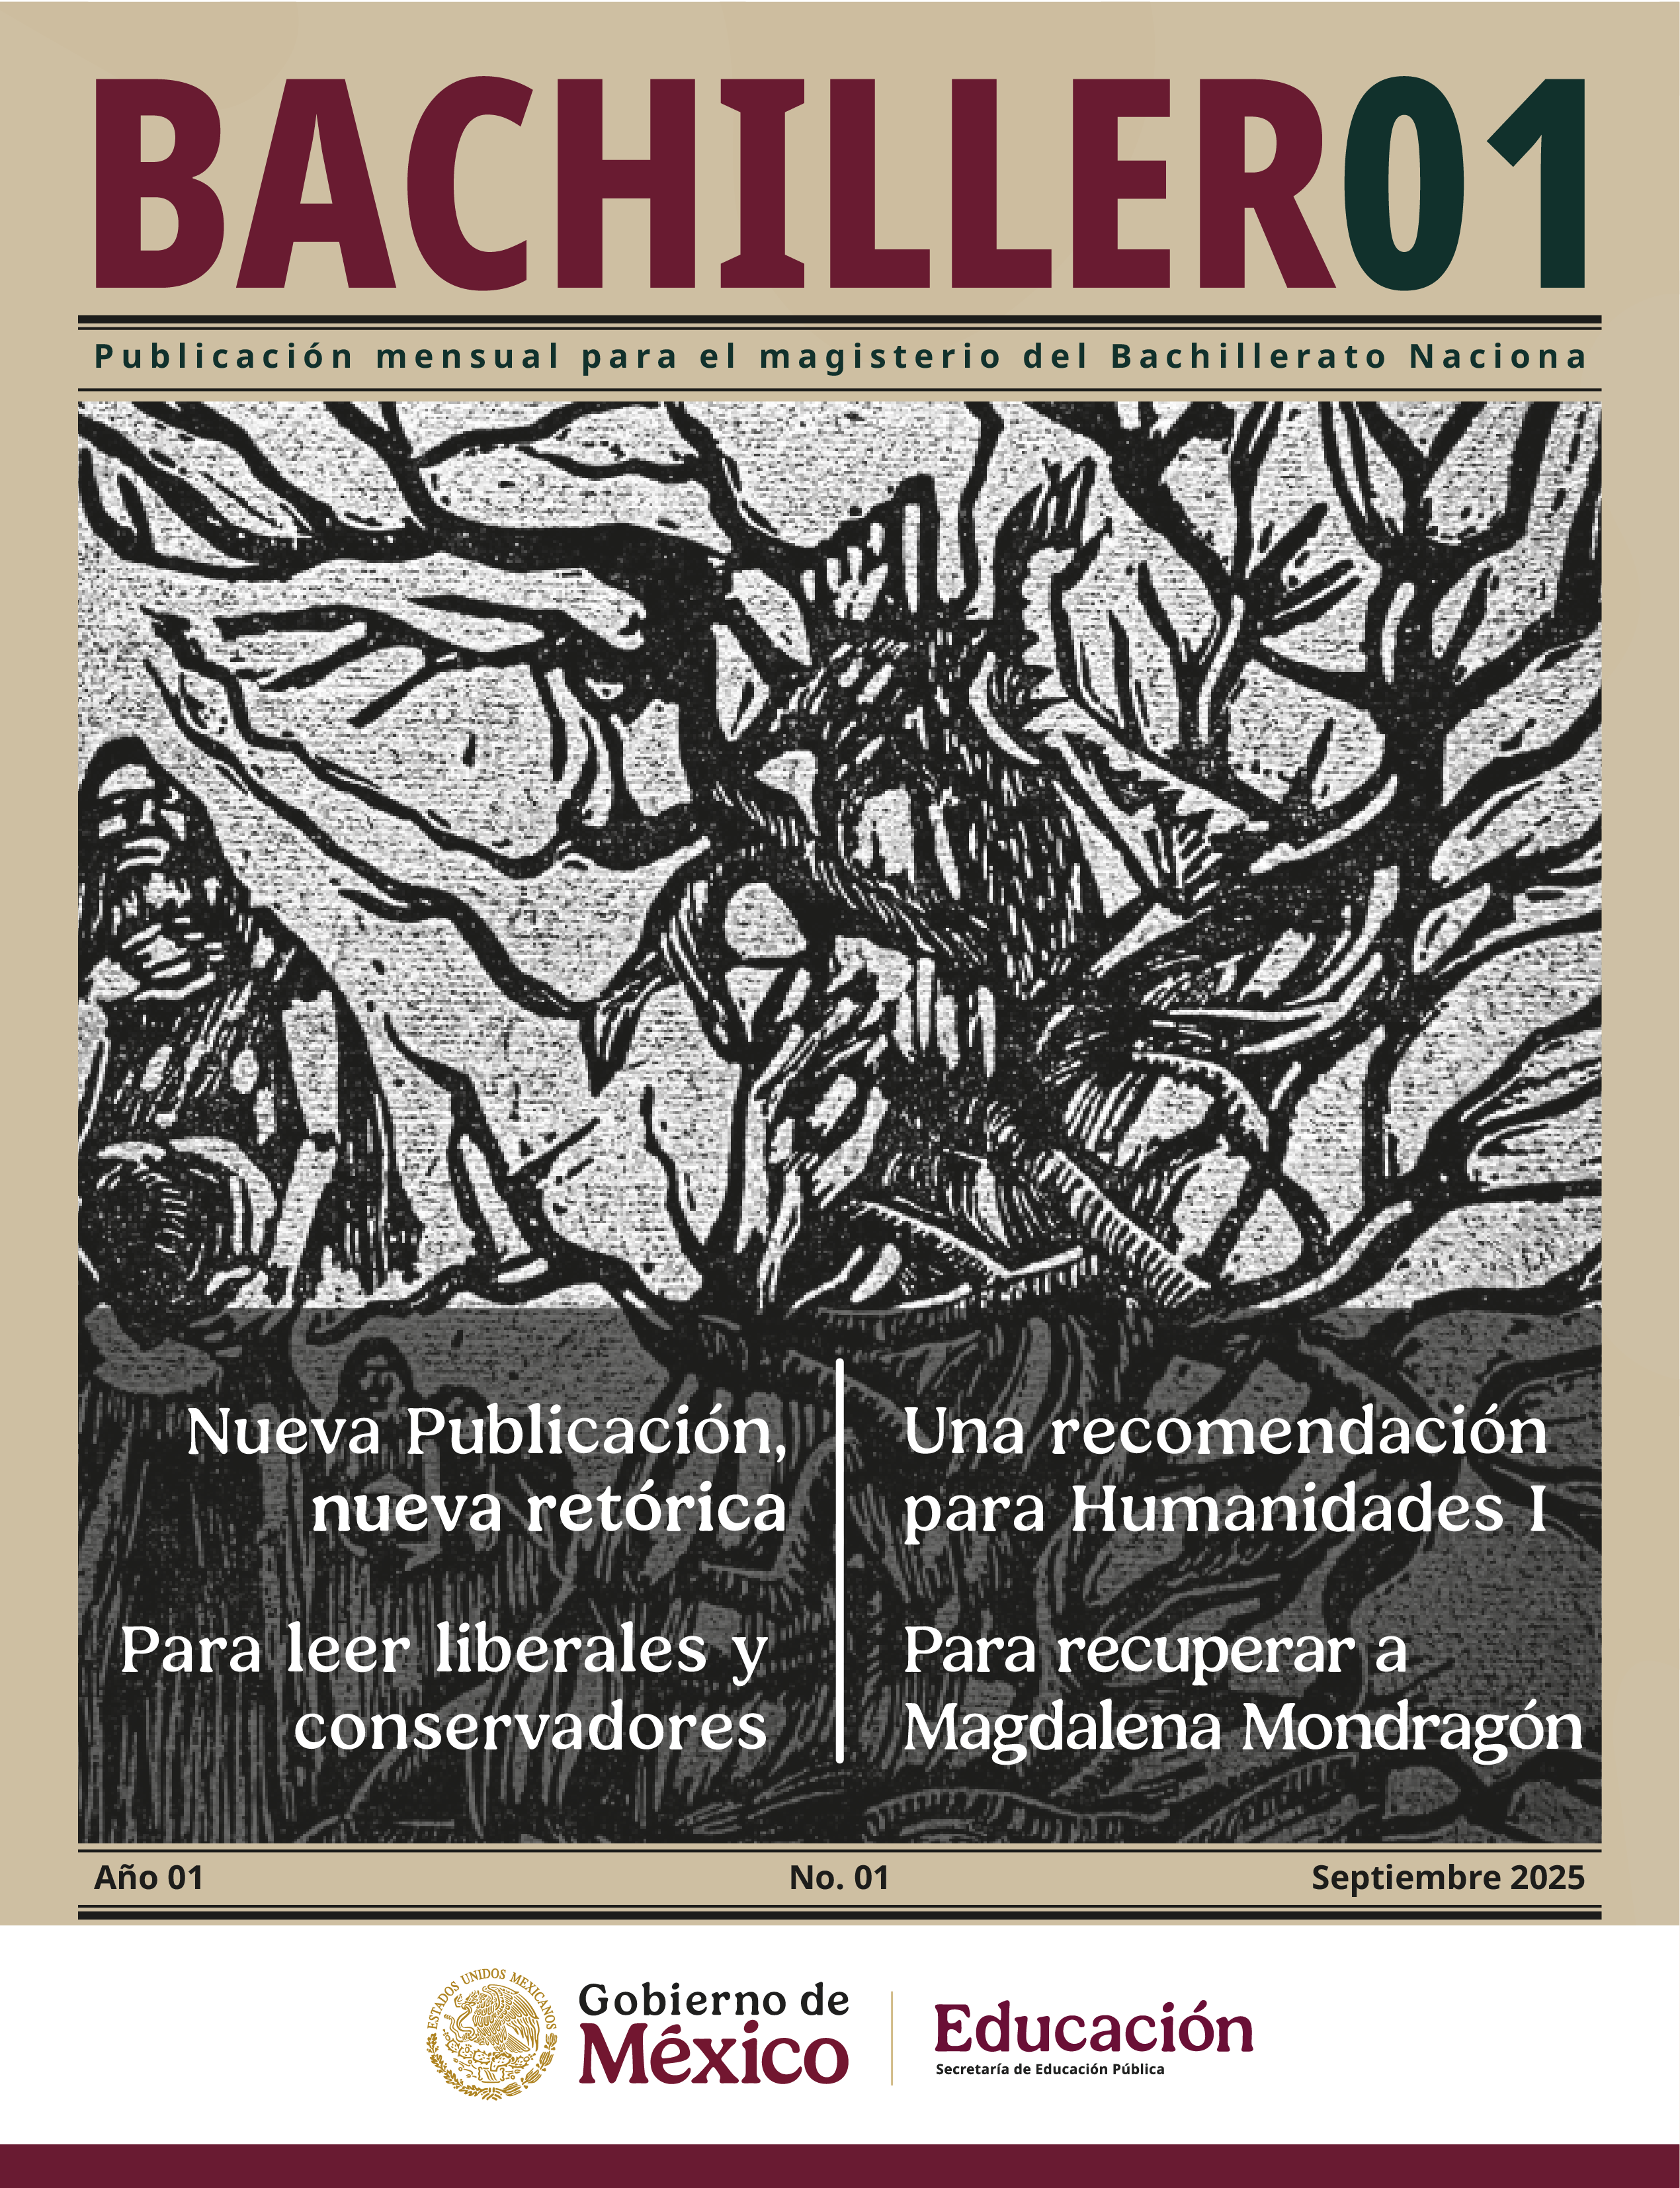 BACHILLER01
Publicación mensual para el magisterio del Bachillerato Naciona
Nueva Publicación,
nueva retórica
Para leer liberales y
conservadores
Una recomendación
para Humanidades I
Para recuperar a
Magdalena Mondragón
Año 01
No. 01
Septiembre 2025
ESTADOS UNIDOS MEXICANOS
Gobierno de
México
Educación
Secretaría de Educación Pública